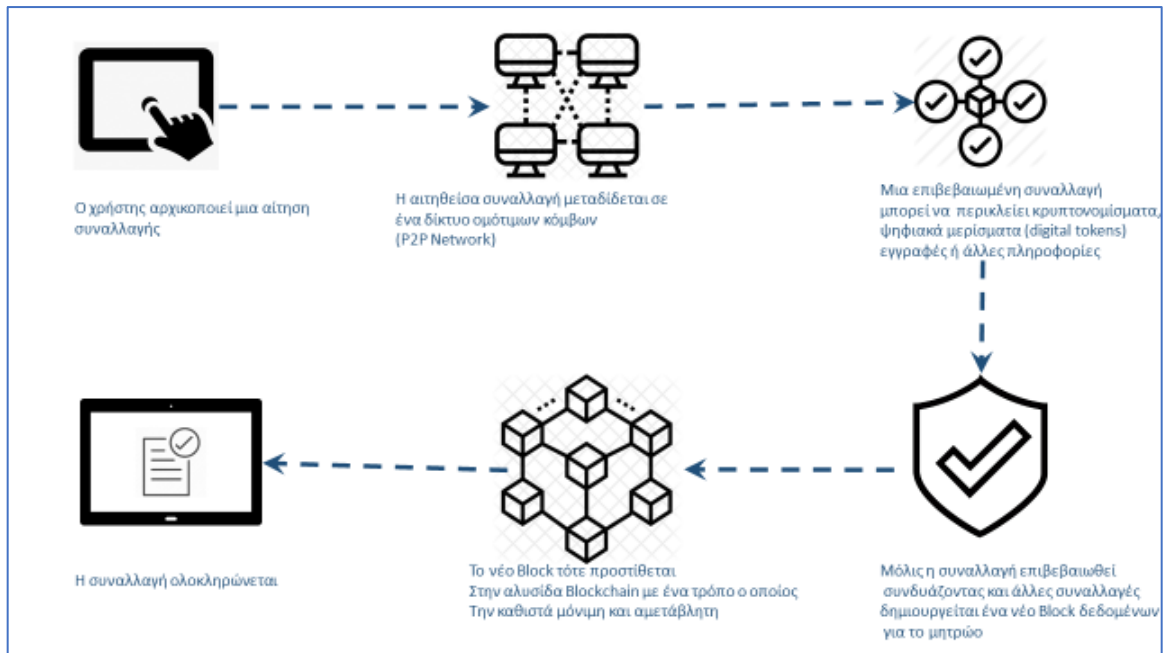 Ο χρήστης αρχικοποιεί μια αίτηση
συναλλαγής
Η αιτηθείσα συναλλαγή μεταδίδεται σε
ένα δίκτυο ομότιμων κόμβων
(P2P Network)
Μια επιβεβαιωμένη συναλλαγή
μπορεί να περικλείει κρυπτονομίσματα,
ψηφιακά μερίσματα (digital tokens)
εγγραφές ή άλλες πληροφορίες
Μόλις η συναλλαγή επιβεβαιωθεί
συνδυάζοντας και άλλες συναλλαγές
δημιουργείται ένα νέο Block δεδομένων
για το μητρώο
Το νέο Block τότε προστίθεται
Στην αλυσίδα Blockchain με ένα τρόπο ο οποίος
Την καθιστά μόνιμη και αμετάβλητη
Η συναλλαγή ολοκληρώνεται